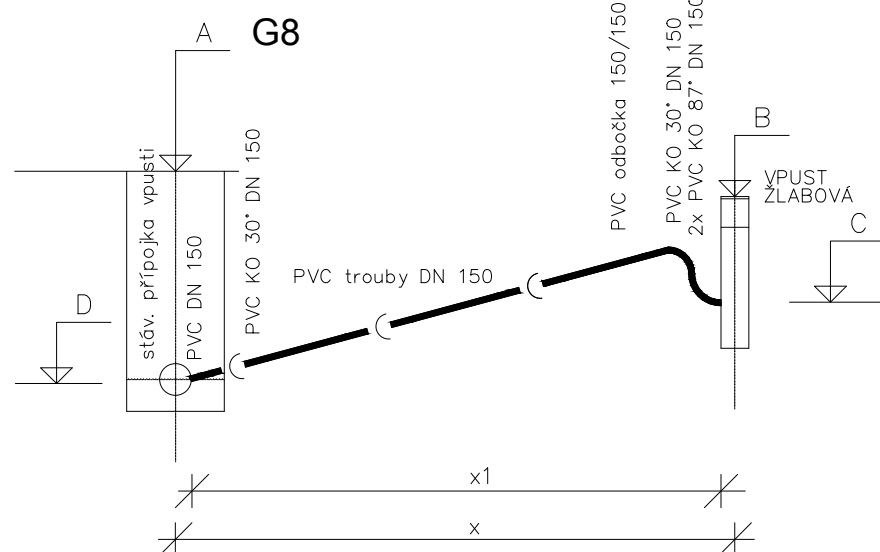 A
G8
stáv. přípojka vpusti
PVC DN 150
PVC KO 30° DN 150
PVC trouby DN 150
PVC odbočka 150/150
PVC KO 30° DN 150
2x PVC KO 87° DN 150
B
VPUST
ŽLABOVÁ
C
D
x1
x